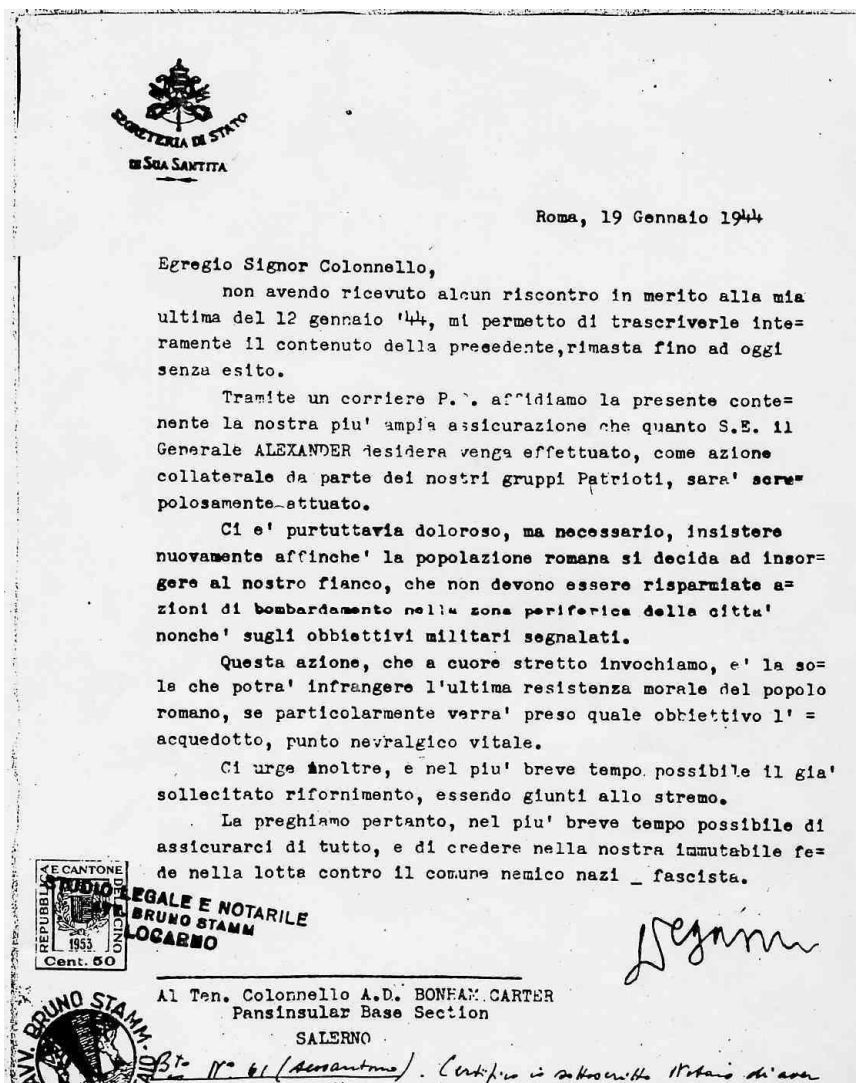 SEGRETERIA DI STATO
DI SUA SANTITA
Roma, 19 Gennaio 1944
Egregio Signor Colonnello,
non avendo ricevuto alcun riscontro in merito alla mia
ultima del 12 gennaio '44, mi permetto di trascriverle inte=
ramente il contenuto della precedente,rimasta fino ad oggi
senza esito.
Tramite un corriere affidiamo la presente conte=
nente la nostra piu' ampia assicurazione che quanto S.E. il
Generale ALEXANDER desidera venga effettuato, come azione
collaterale da parte dei nostri gruppi Patrioti, sara' scru=
polosamente attuato.
Ci e' purtuttavia doloroso, ma necessario, insistere
nuovamente affinche' la popolazione romana si decida ad insor=
gere al nostro fianco, che non devono essere risparmiate a=
zioni di bombardamento nella zona periferica della citta'
nonche' sugli obbiettivi militari segnalati.
Questa azione, che a cuore stretto invochiamo, e' la so=
la che potra' infrangere l'ultima resistenza morale del popolo
romano, se particolarmente verra' preso quale obbiettivo l' =
acquedotto, punto nevralgico vitale.
Ci urge inoltre, e nel piu' breve tempo possibile il gia'
sollecitato rifornimento, essendo giunti allo stremo.
La preghiamo pertanto, nel piu' breve tempo possibile di
assicurarci di tutto, e di credere nella nostra immutabile fe=
de nella lotta contro il comune nemico nazi _ fascista.
REPUBBLICA E CANTONE DEL TICINO
1953
Cent. 50
STUDIO LEGALE E NOTARILE
AVV. BRUNO STAMM
LOCARNO
Al Ten. Colonnello A.D. BONHAM CARTER
Pansinsular Base Section
SALERNO
AVV. BRUNO STAMM
N° 61 (sessantuno). Certifico io sottoscritto Notaio di aver